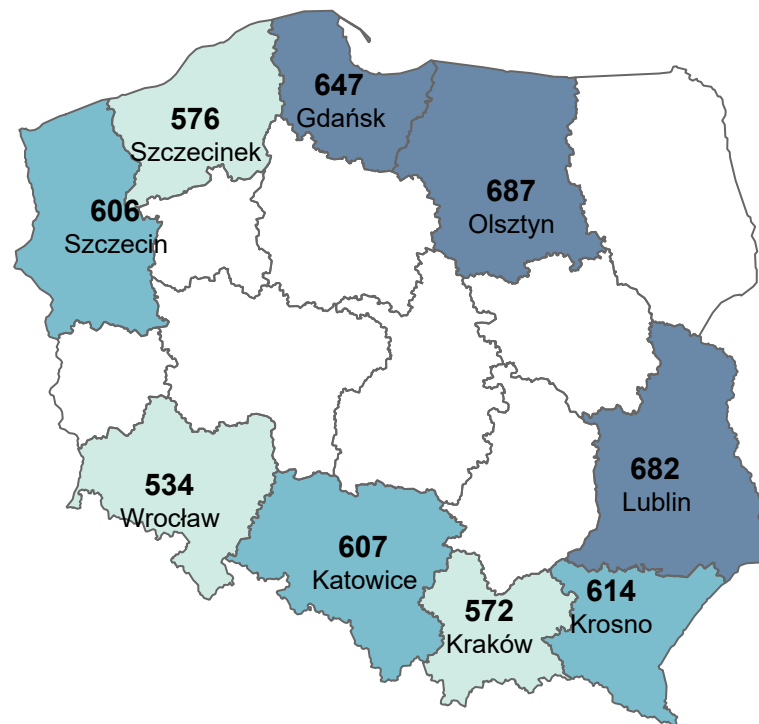 647
Gdańsk
576
Szczecinek
687
Olsztyn
606
Szczecin
682
Lublin
534
Wrocław
607
Katowice
614
Krosno
572
Kraków